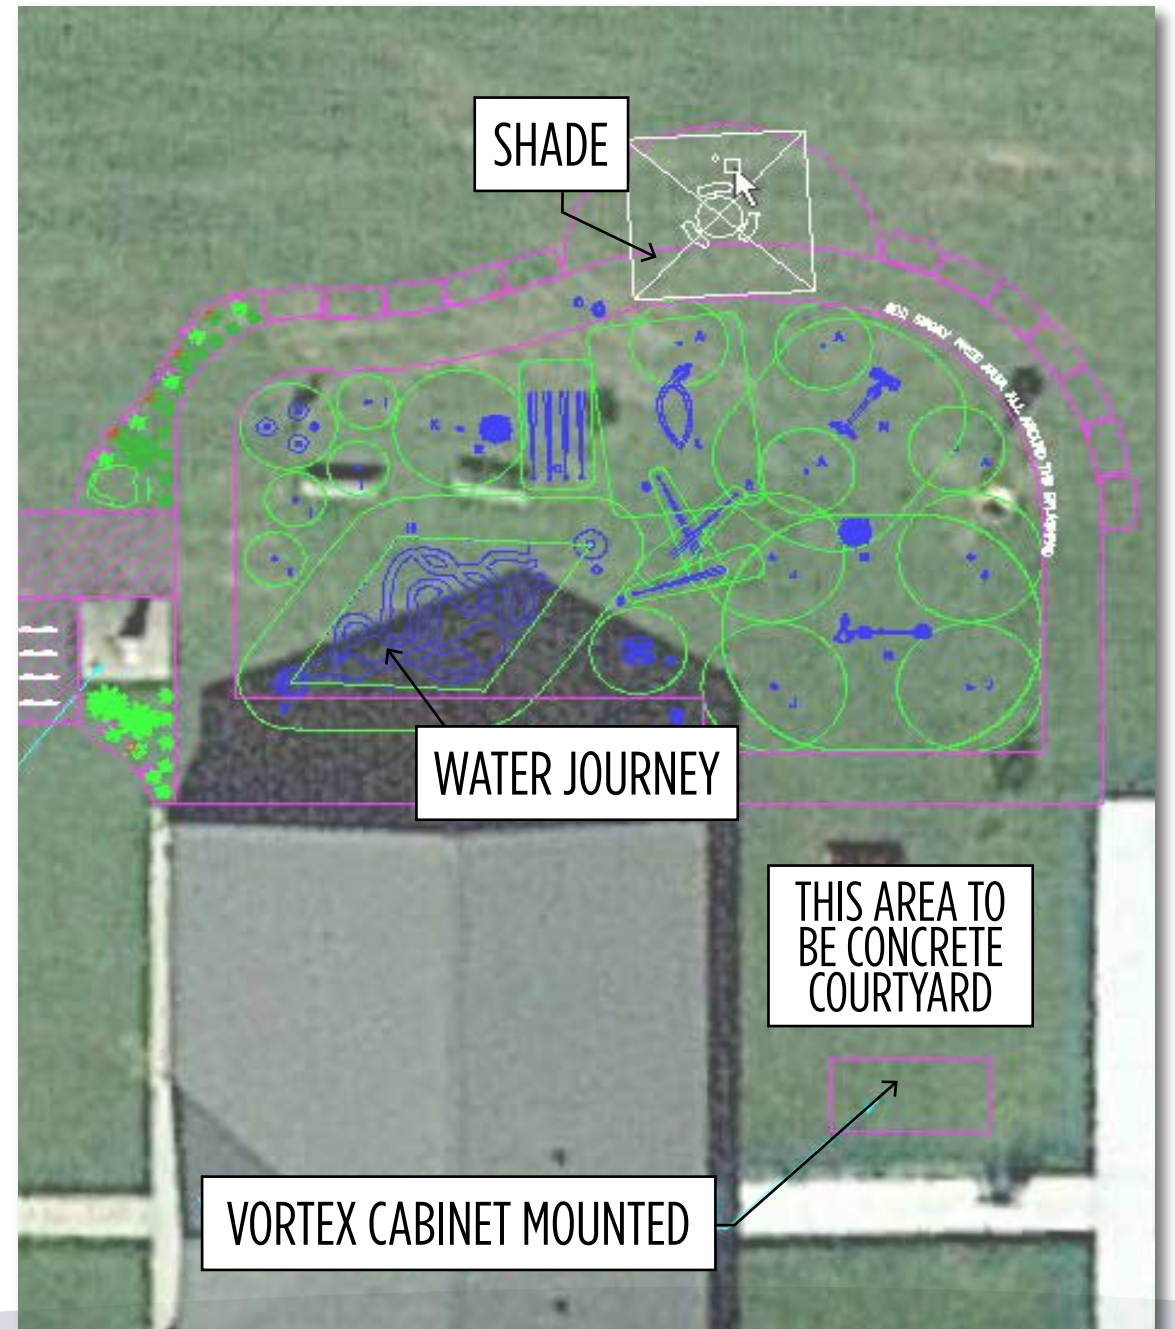 SHADE
WATER JOURNEY
THIS AREA TO
BE CONCRETE
COURTYARD
VORTEX CABINET MOUNTED
A
A
K
A
A
H
J
J
J
J